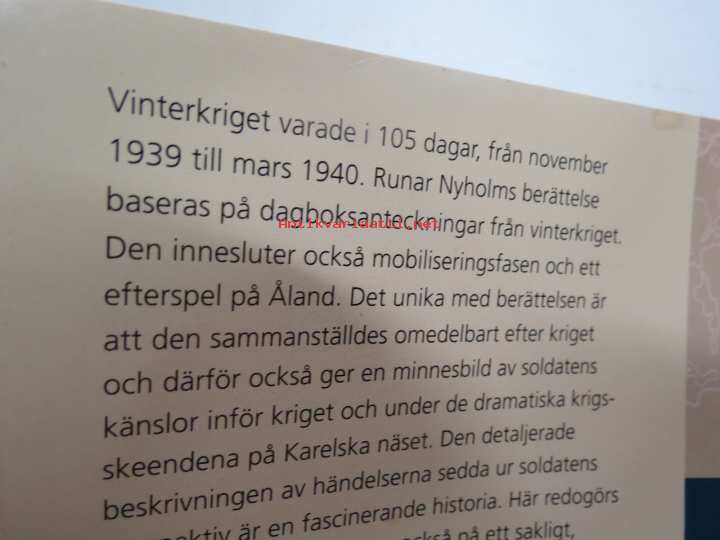 Vinterkriget varade i 105 dagar, från november
1939 till mars 1940. Runar Nyholms berättelse
baseras på dagboksanteckningar från vinterkriget.
Antikvariaatti.net
Den innesluter också mobiliseringsfasen och ett
efterspel på Åland. Det unika med berättelsen är
att den sammanställdes omedelbart efter kriget
och därför också ger en minnesbild av soldatens
känslor inför kriget och under de dramatiska krigs-
skeendena på Karelska näset. Den detaljerade
beskrivningen av händelserna sedda ur soldatens
är en fascinerande historia. Här redogörs
också på ett sakligt,